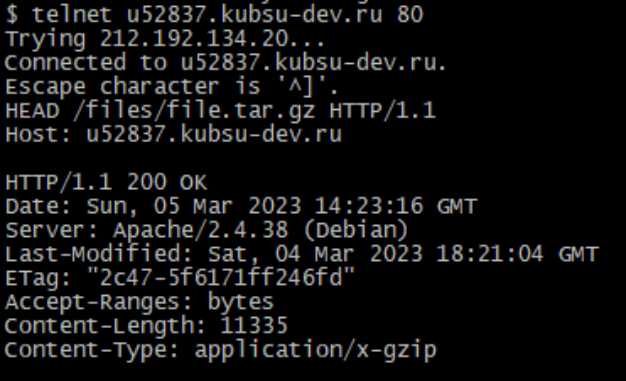 $ telnet u52837.kubsu-dev.ru 80
Trying 212.192.134.20...
Connected to u52837.kubsu-dev.ru.
Escape character is '^]'.
HEAD /files/file.tar.gz HTTP/1.1
Host: u52837.kubsu-dev.ru

HTTP/1.1 200 OK
Date: Sun, 05 Mar 2023 14:23:16 GMT
Server: Apache/2.4.38 (Debian)
Last-Modified: Sat, 04 Mar 2023 18:21:04 GMT
ETag: "2c47-5f6171ff246fd"
Accept-Ranges: bytes
Content-Length: 11335
Content-Type: application/x-gzip